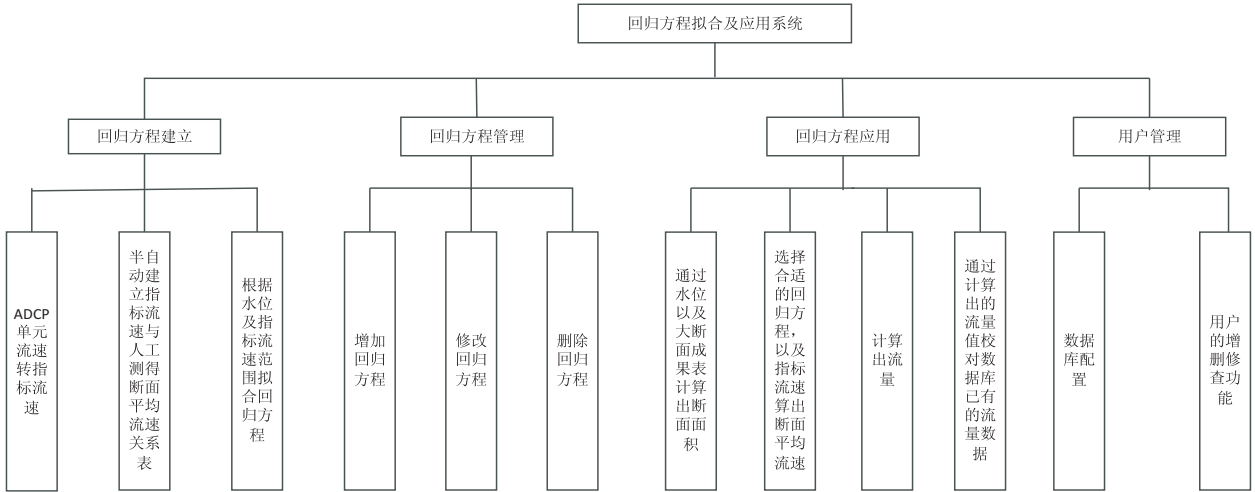 回归方程拟合及应用系统
回归方程建立
回归方程管理
回归方程应用
用户管理
ADCP
单元
流速
转指
标流
速
半自
动建
立指
标流
速与
人工
测得
断面
平均
流速
关系
表
根据
水位
及指
标流
速范
围拟
合回
归方
程
增加
回归
方程
修改
回归
方程
删除
回归
方程
通过
水位
以及
大断
面成
果表
计算
出断
面面
积
选择
合适
的回
归方
程，
以及
指标
流速
算出
断面
平均
流速
计算
出流
量
通过
计算
出的
流量
值校
对数
据库
已有
的流
量数
据
数据
库配
置
用户
的增
删修
查功
能